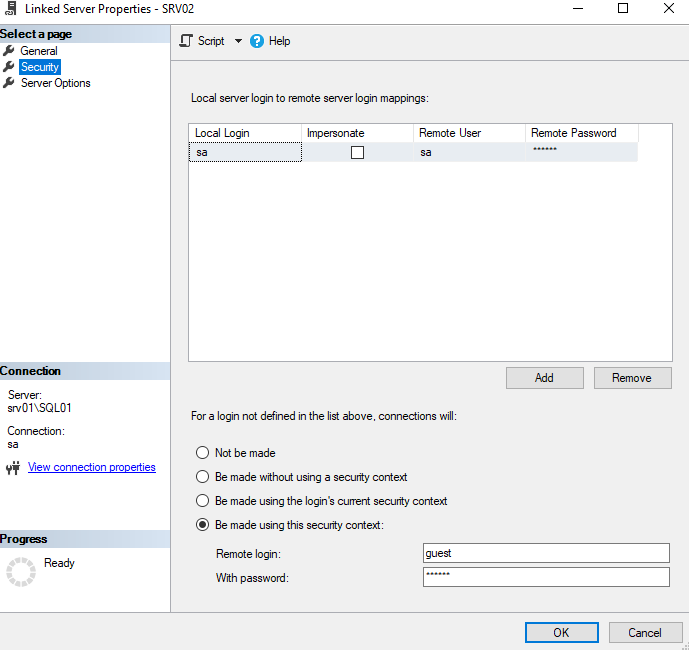 Linked Server Properties - SRV02
Select a page
General
Security
Server Options
Script
Help
Local server login to remote server login mappings:
Local Login Impersonate Remote User Remote Password
sa sa ******
Add Remove
Connection
Server:
srv01\SQL01
Connection:
sa
View connection properties
Progress
Ready
For a login not defined in the list above, connections will:
Not be made
Be made without using a security context
Be made using the login's current security context
Be made using this security context:
Remote login: guest
With password: ******
OK Cancel